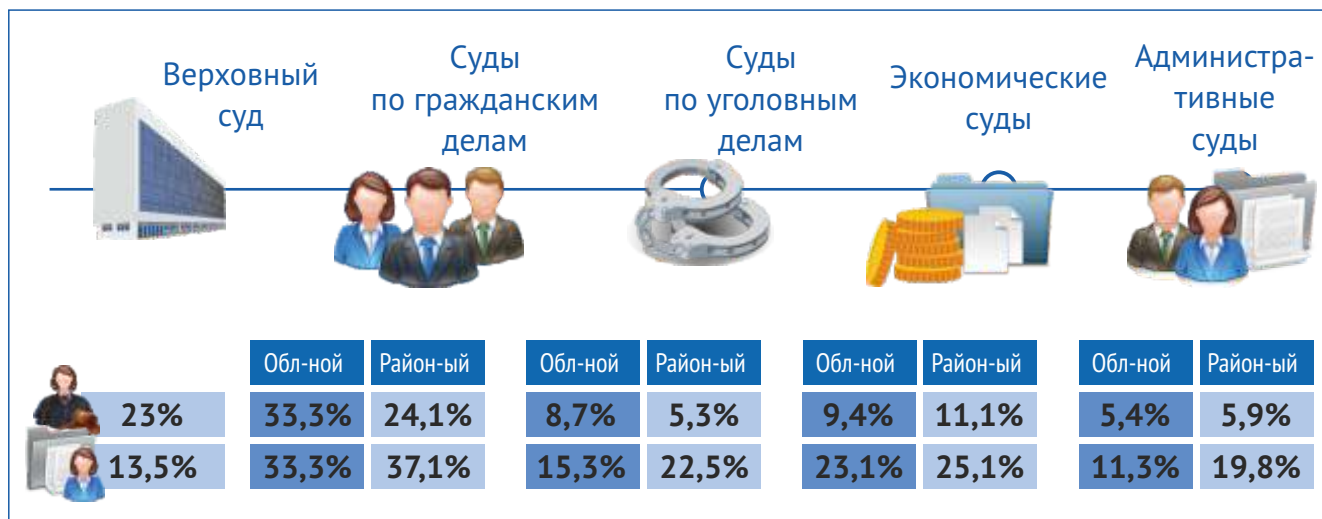 Верховный
суд
Суды
по гражданским
делам
Суды
по уголовным
делам
Экономические
суды
Администра-
тивные
суды
Обл-ной Район-ый Обл-ной Район-ый Обл-ной Район-ый Обл-ной Район-ый
23% 33,3% 24,1% 8,7% 5,3% 9,4% 11,1% 5,4% 5,9%
13,5% 33,3% 37,1% 15,3% 22,5% 23,1% 25,1% 11,3% 19,8%